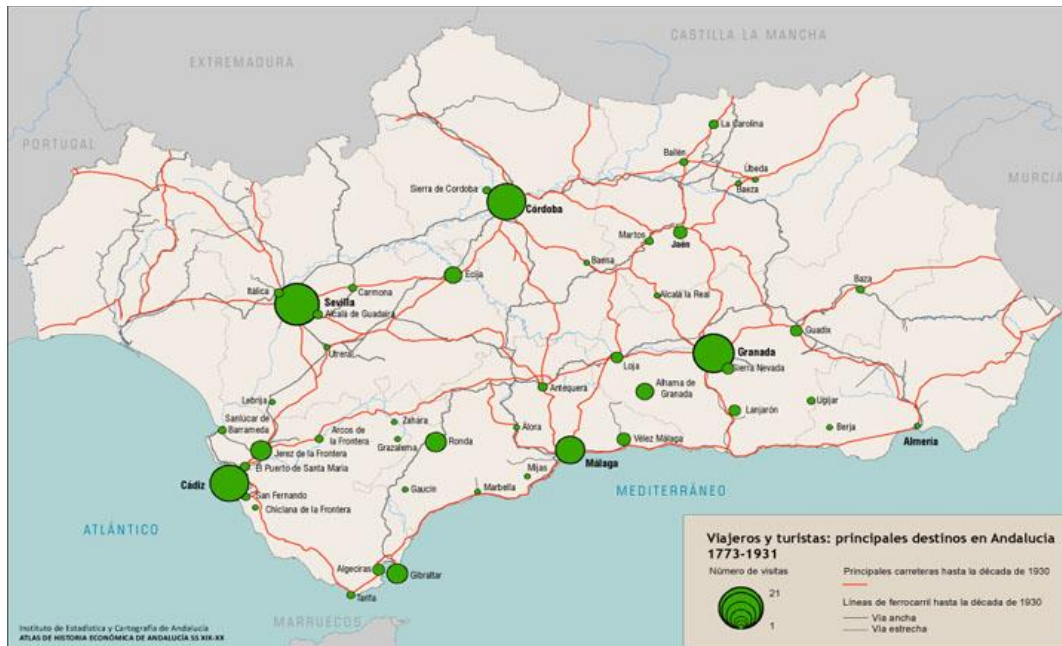 CASTILLA LA MANCHA
EXTREMADURA
PORTUGAL
MURCIA
La Carolina
Bailén
Úbeda
Baeza
Sierra de Cordoba
Córdoba
Martos
Jaén
Baena
Ecija
Baza
Itálica
Carmona
Sevilla
Alcalá de Guadaira
Alcalá la Real
Guadix
Utrera
Granada
Sierra Nevada
Loja
Antequera
Alhama de
Granada
Lanjarón
Ugijar
Lebrija
Sanlúcar de
Barrameda
Arcos de
la Frontera
Zahara
Grazalema
Ronda
Álora
Vélez Málaga
Berja
Almería
Jerez de la Frontera
Málaga
El Puerto de Santa Maria
Mijas
Cádiz
San Fernando
Chiclana de la Frontera
Gaucin
Marbella
MEDITERRÁNEO
ATLÁNTICO
Algeciras
Gibraltar
Tarifa
MARRUECOS
Viajeros y turistas: principales destinos en Andalucia
1773-1931
Número de visitas
21
1
Principales carreteras hasta la década de 1930
Líneas de ferrocarril hasta la década de 1930
Vía ancha
Vía estrecha
Instituto de Estadística y Cartografía de Andalucía
ATLAS DE HISTORIA ECONÓMICA DE ANDALUCÍA SS XIX-XX